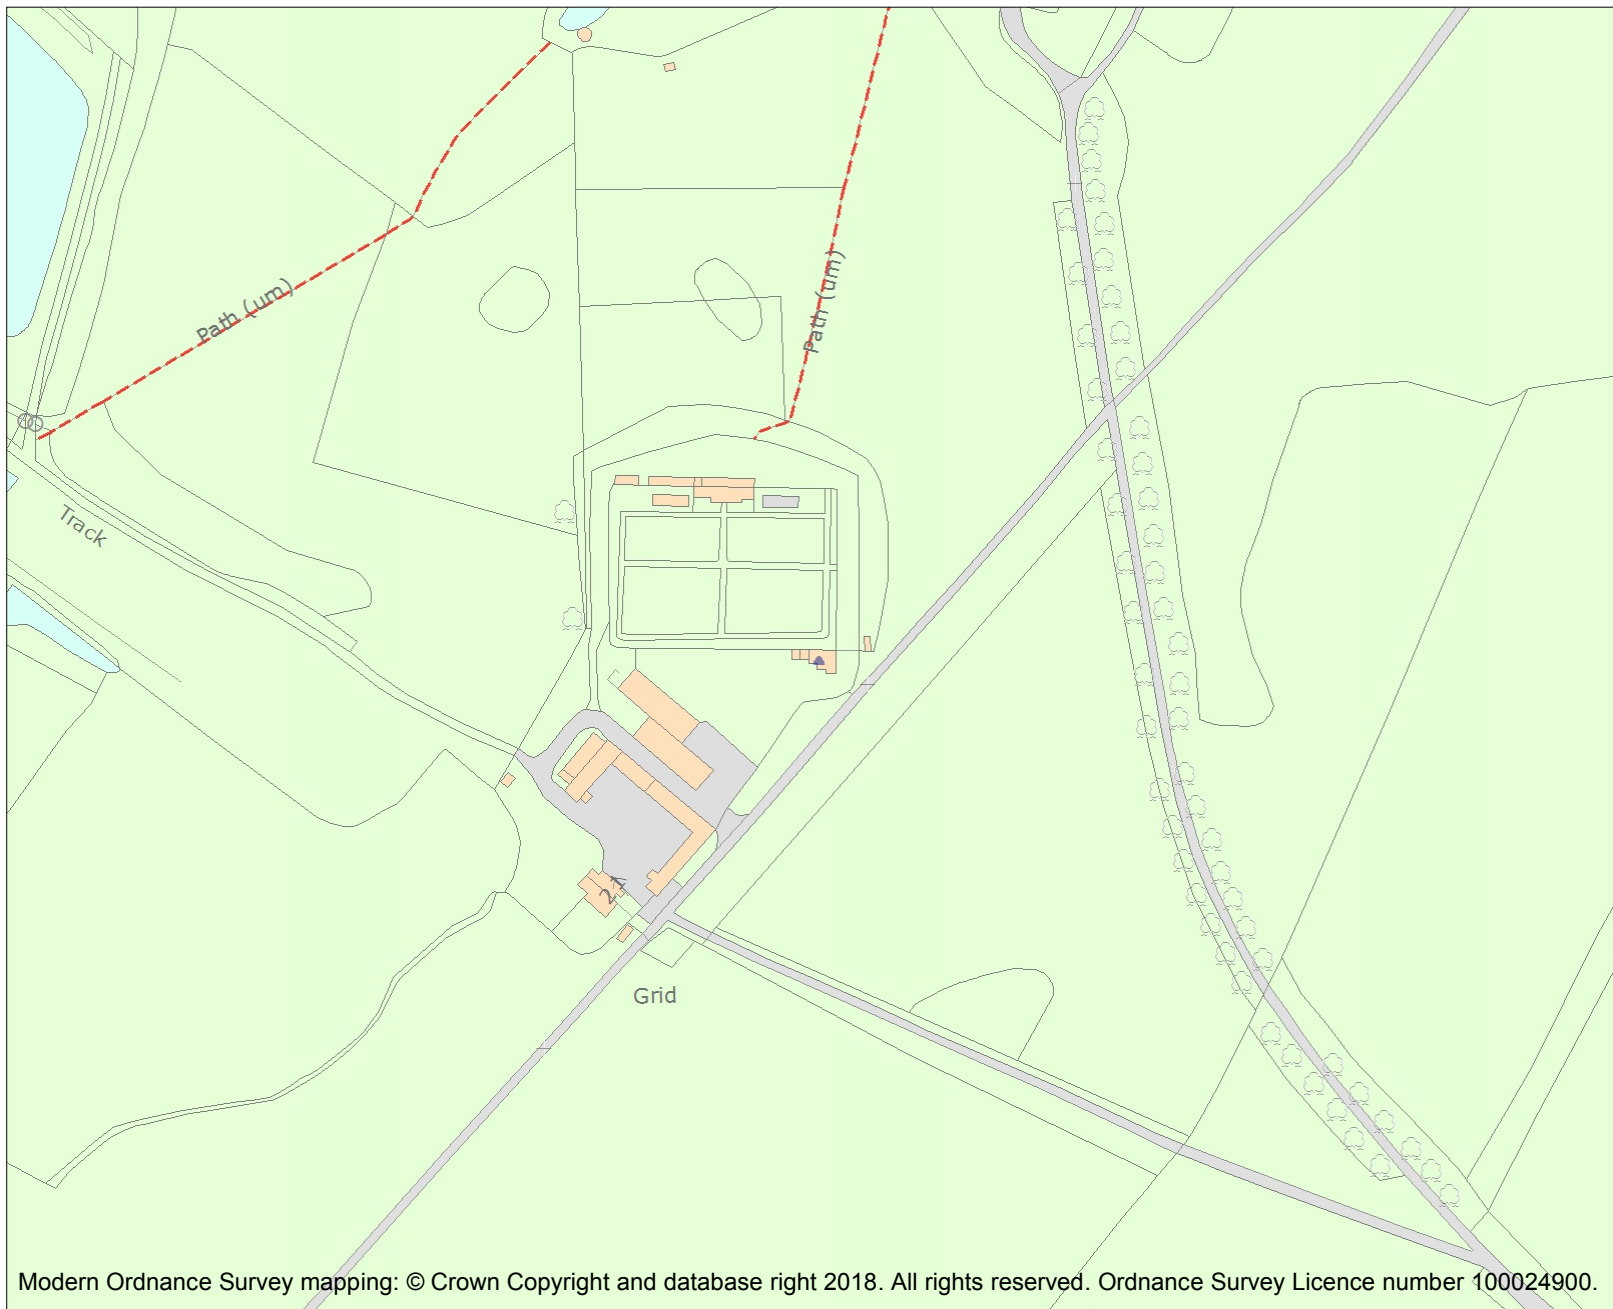 Path (um)
Path (um)
Track
21
Grid
Modern Ordnance Survey mapping: © Crown Copyright and database right 2018. All rights reserved. Ordnance Survey Licence number 100024900.